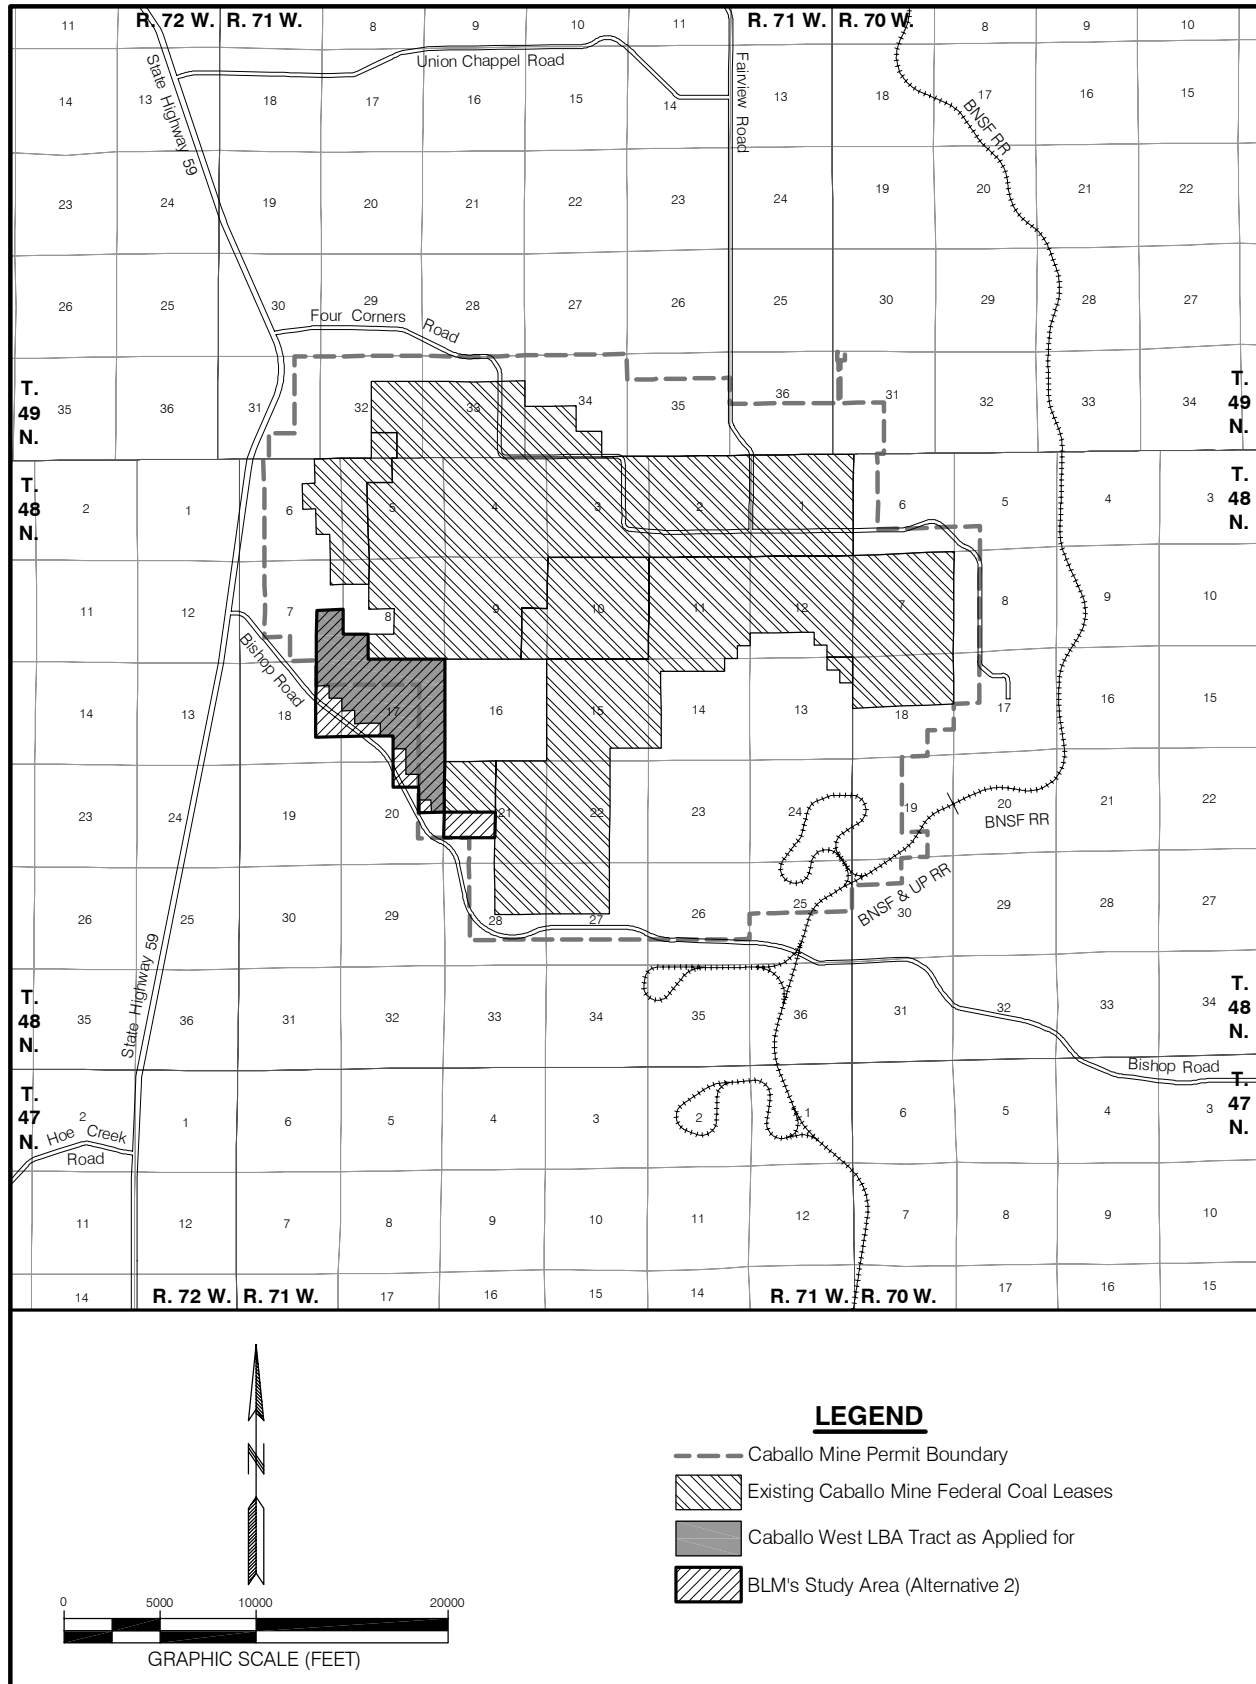 R. 72 W. R. 71 W. R. 71 W. R. 70 W.
11 8 9 10 11 8 9 10
Union Chappel Road
State Highway 59
Fairview Road
BNSF RR
14 13 18 17 16 15 14 13 18 17 16 15
23 24 19 20 21 22 23 24 19 20 21 22
26 25 30 29 28 27 26 25 30 29 28 27
Four Corners Road
T. 49 N.
35 36 31 32 33 34 35 36 31 32 33 34
T. 49 N.
T. 48 N.
2 1 6 5 4 3 2 1 6 5 4 3
T. 48 N.
11 12 7 8 9 10 11 12 7 8 9 10
Bishop Road
14 13 18 17 16 15 14 13 18 17 16 15
23 24 19 20 21 22 23 24 19 20 21 22
BNSF RR
BNSF & UP RR
26 25 30 29 28 27 26 25 30 29 28 27
State Highway 59
T. 48 N.
35 36 31 32 33 34 35 36 31 32 33 34
T. 48 N.
Bishop Road
T. 47 N.
2 1 6 5 4 3 2 1 6 5 4 3
T. 47 N.
Hoe Creek
Road
11 12 7 8 9 10 11 12 7 8 9 10
14 17 16 15 14 17 16 15
R. 72 W. R. 71 W. R. 71 W. R. 70 W.
N
0 5000 10000 20000
GRAPHIC SCALE (FEET)
LEGEND
Caballo Mine Permit Boundary
Existing Caballo Mine Federal Coal Leases
Caballo West LBA Tract as Applied for
BLM's Study Area (Alternative 2)